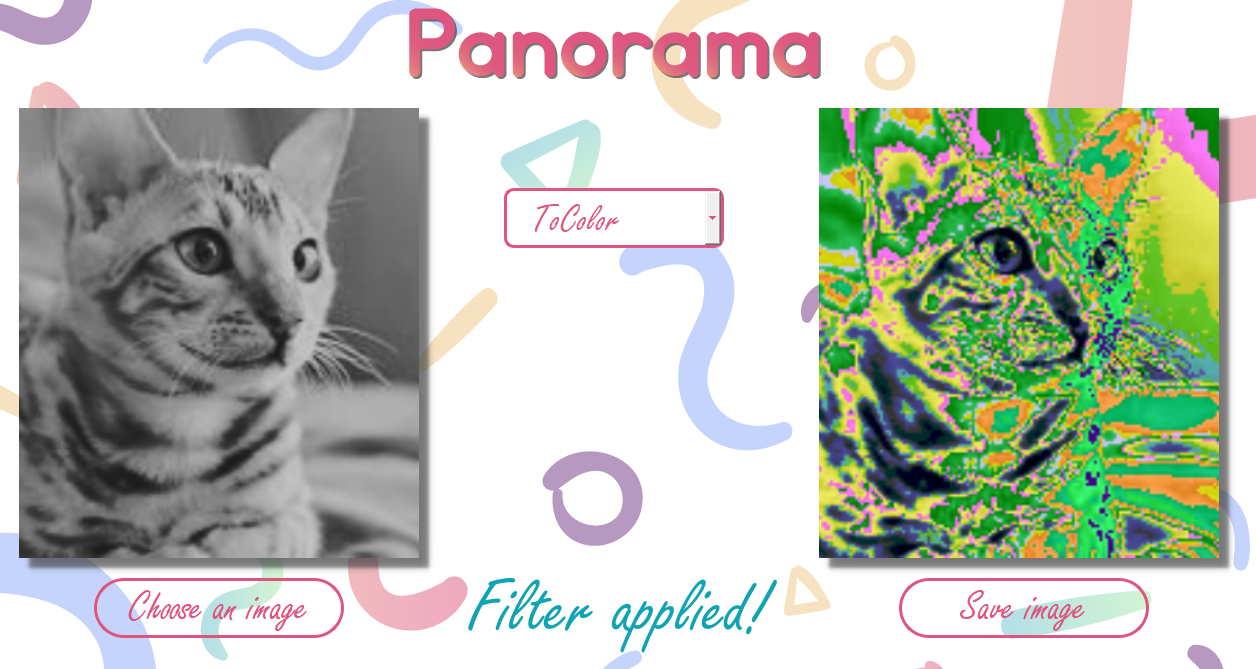 Panorama
ToColor
Choose an image
Filter applied!
Save image